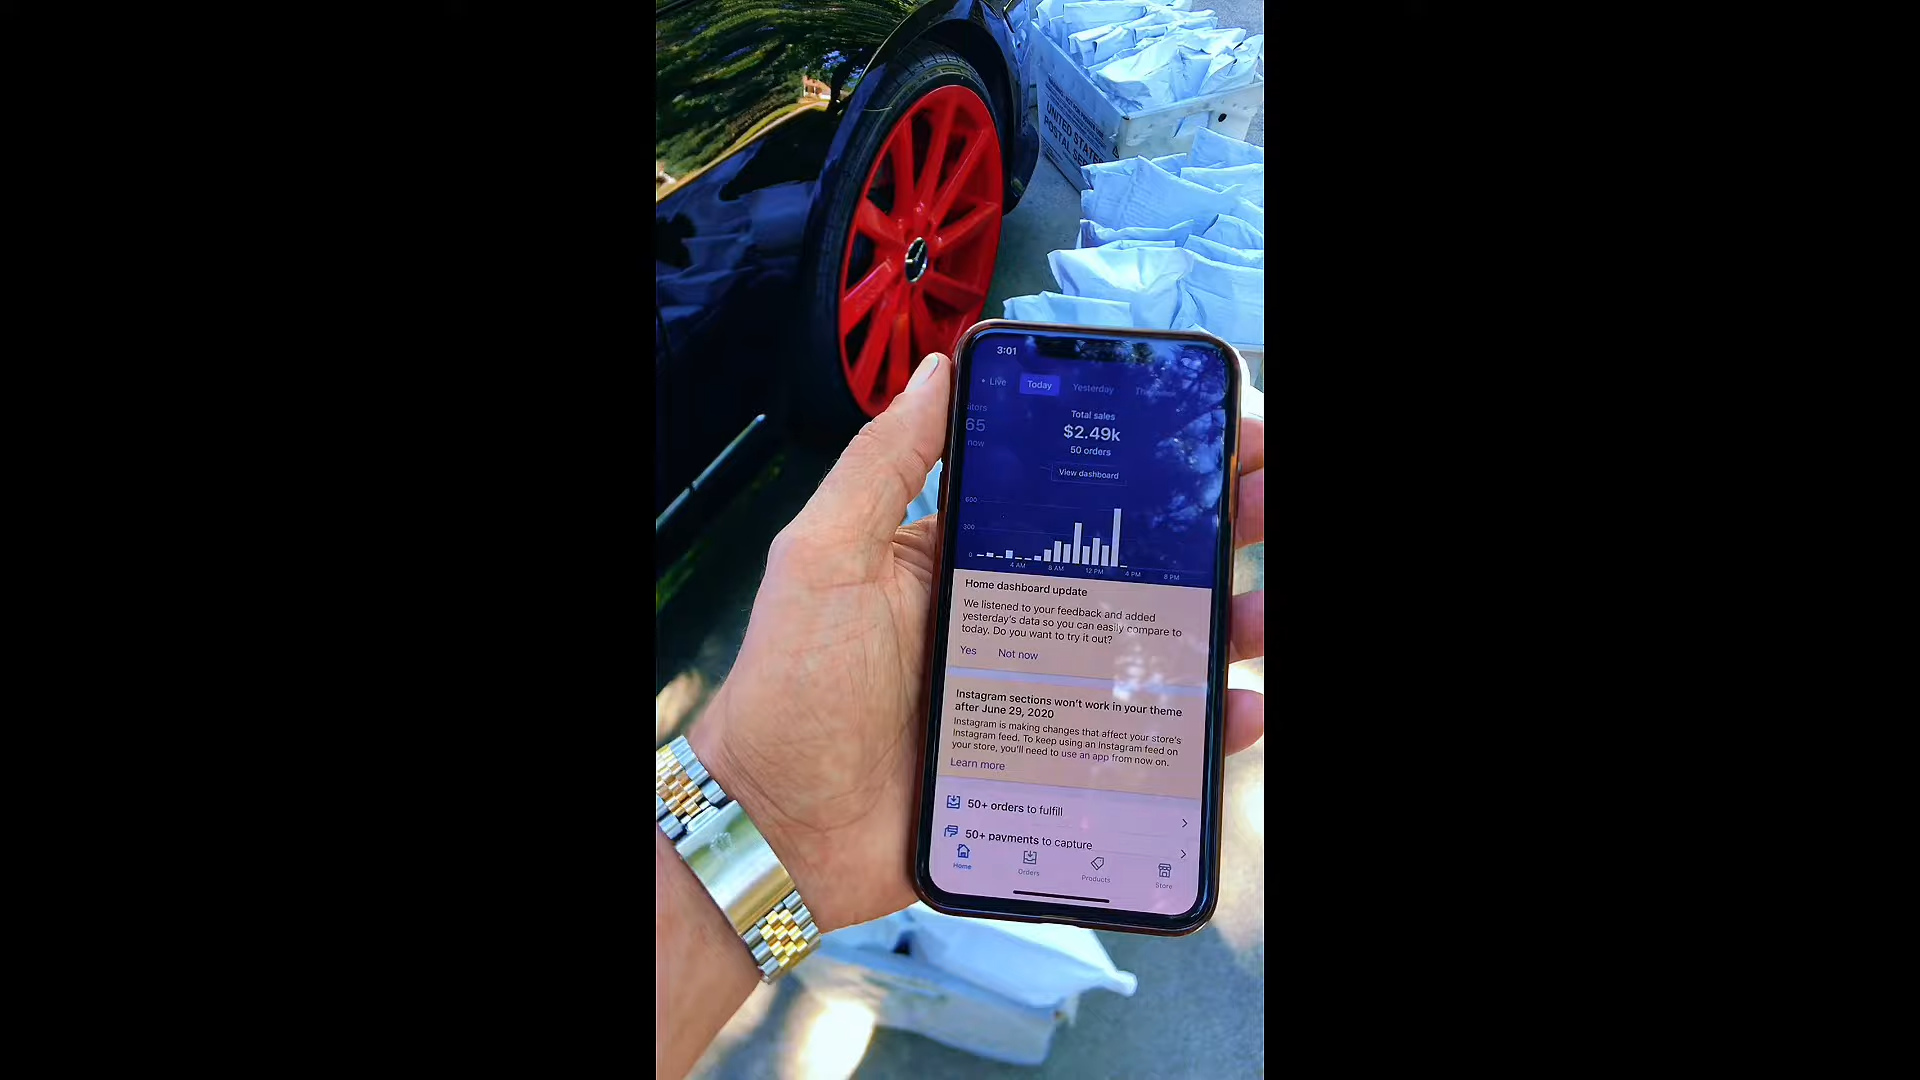 UNITED STATES
POSTAL SE
3:01
Live Today Yesterday
itors
65
now
Total sales
$2.49k
50 orders
View dashboard
600
300
0
4 AM 8 AM 12 PM 4 PM 8 PM
Home dashboard update
We listened to your feedback and added
yesterday's data so you can easily compare to
today. Do you want to try it out?
Yes Not now
Instagram sections won't work in your theme
after June 29, 2020
Instagram is making changes that affect your store's
Instagram feed. To keep using an Instagram feed on
your store, you'll need to use an app from now on.
Learn more
50+ orders to fulfill
50+ payments to capture
Home Orders Products Store